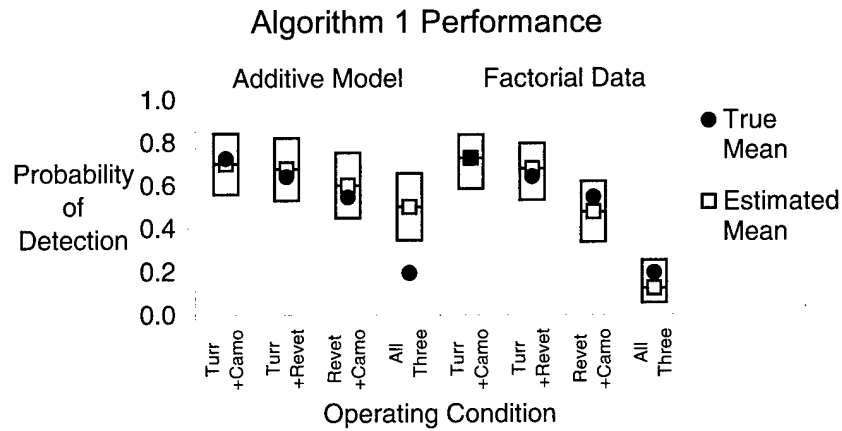 Algorithm 1 Performance
Additive Model
Factorial Data
1.0
0.8
0.6
0.4
0.2
0.0
Probability
of
Detection
True
Mean
Estimated
Mean
Turr
+Camo
Turr
+Revet
Revet
+Camo
All
Three
Turr
+Camo
Turr
+Revet
Revet
+Camo
All
Three
Operating Condition